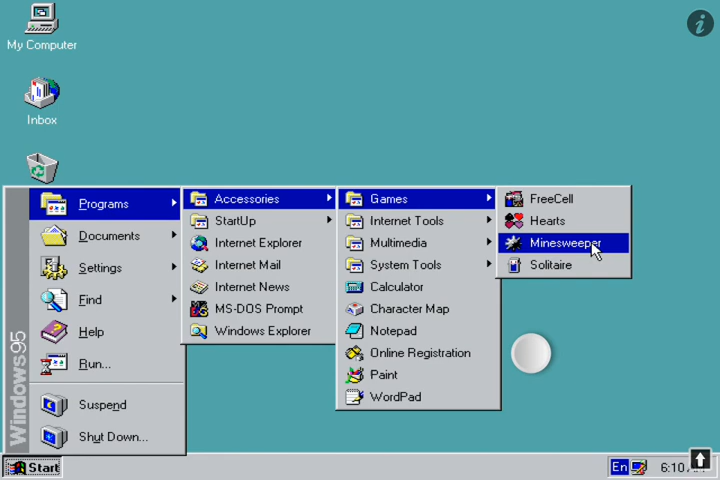 My Computer
Inbox
Programs
Documents
Settings
Find
Help
Run...
Suspend
Shut Down...
Windows95
Accessories
StartUp
Internet Explorer
Internet Mail
Internet News
MS-DOS Prompt
Windows Explorer
Games
Internet Tools
Multimedia
System Tools
Calculator
Character Map
Notepad
Online Registration
Paint
WordPad
FreeCell
Hearts
Minesweeper
Solitaire
Start
En
6:10
i